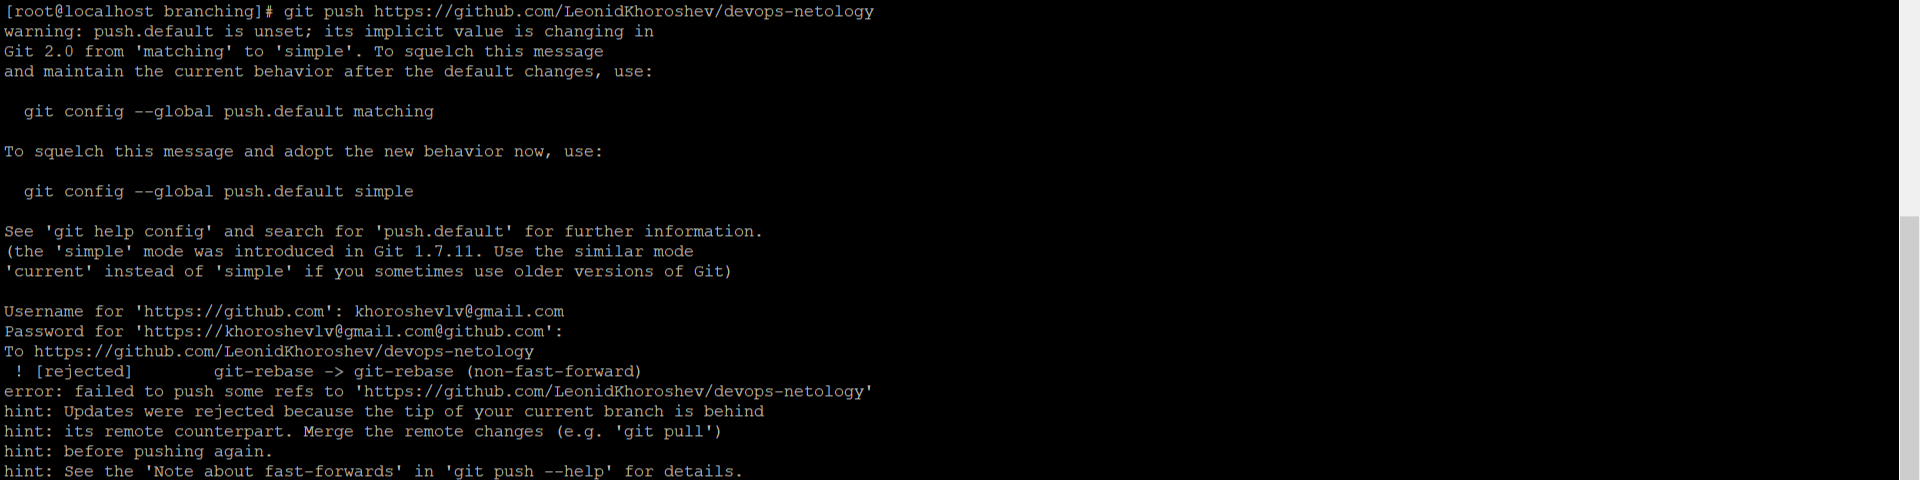 [root@localhost branching]# git push https://github.com/LeonidKhoroshev/devops-netology
warning: push.default is unset; its implicit value is changing in
Git 2.0 from 'matching' to 'simple'. To squelch this message
and maintain the current behavior after the default changes, use:

  git config --global push.default matching

To squelch this message and adopt the new behavior now, use:

  git config --global push.default simple

See 'git help config' and search for 'push.default' for further information.
(the 'simple' mode was introduced in Git 1.7.11. Use the similar mode
'current' instead of 'simple' if you sometimes use older versions of Git)

Username for 'https://github.com': khoroshevlv@gmail.com
Password for 'https://khoroshevlv@gmail.com@github.com':
To https://github.com/LeonidKhoroshev/devops-netology
 ! [rejected]        git-rebase -> git-rebase (non-fast-forward)
error: failed to push some refs to 'https://github.com/LeonidKhoroshev/devops-netology'
hint: Updates were rejected because the tip of your current branch is behind
hint: its remote counterpart. Merge the remote changes (e.g. 'git pull')
hint: before pushing again.
hint: See the 'Note about fast-forwards' in 'git push --help' for details.